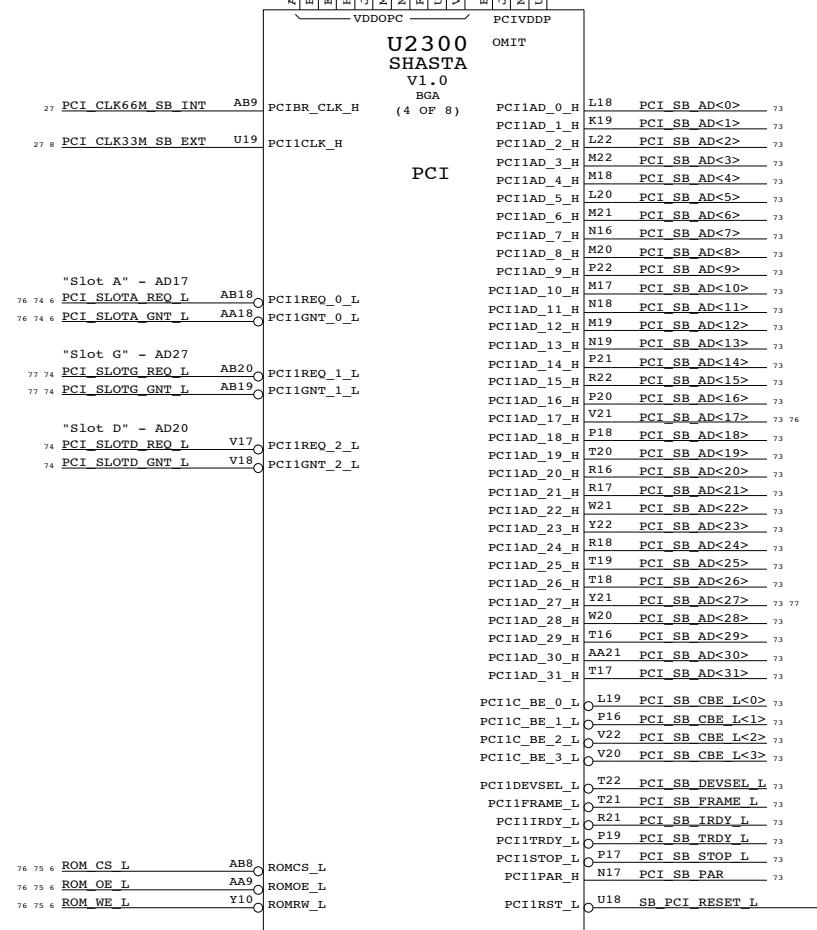 VDDOPC PCIVDDP
U2300 OMIT
SHASTA
V1.0
BGA
(4 OF 8)
PCI
27 PCI_CLK66M_SB_INT AB9 PCIBR_CLK_H
27 8 PCI_CLK33M_SB_EXT U19 PCI1CLK_H
"Slot A" - AD17
76 74 6 PCI_SLOTA_REQ_L AB18 PCI1REQ_0_L
76 74 6 PCI_SLOTA_GNT_L AA18 PCI1GNT_0_L
"Slot G" - AD27
77 74 PCI_SLOTG_REQ_L AB20 PCI1REQ_1_L
77 74 PCI_SLOTG_GNT_L AB19 PCI1GNT_1_L
"Slot D" - AD20
74 PCI_SLOTD_REQ_L V17 PCI1REQ_2_L
74 PCI_SLOTD_GNT_L V18 PCI1GNT_2_L
76 75 6 ROM_CS_L AB8 ROMCS_L
76 75 6 ROM_OE_L AA9 ROMOE_L
76 75 6 ROM_WE_L Y10 ROMRW_L
PCI1AD_0_H L18 PCI_SB_AD<0> 73
PCI1AD_1_H K19 PCI_SB_AD<1> 73
PCI1AD_2_H L22 PCI_SB_AD<2> 73
PCI1AD_3_H M22 PCI_SB_AD<3> 73
PCI1AD_4_H M18 PCI_SB_AD<4> 73
PCI1AD_5_H L20 PCI_SB_AD<5> 73
PCI1AD_6_H M21 PCI_SB_AD<6> 73
PCI1AD_7_H N16 PCI_SB_AD<7> 73
PCI1AD_8_H M20 PCI_SB_AD<8> 73
PCI1AD_9_H P22 PCI_SB_AD<9> 73
PCI1AD_10_H M17 PCI_SB_AD<10> 73
PCI1AD_11_H N18 PCI_SB_AD<11> 73
PCI1AD_12_H M19 PCI_SB_AD<12> 73
PCI1AD_13_H N19 PCI_SB_AD<13> 73
PCI1AD_14_H P21 PCI_SB_AD<14> 73
PCI1AD_15_H R22 PCI_SB_AD<15> 73
PCI1AD_16_H P20 PCI_SB_AD<16> 73
PCI1AD_17_H V21 PCI_SB_AD<17> 73 76
PCI1AD_18_H P18 PCI_SB_AD<18> 73
PCI1AD_19_H T20 PCI_SB_AD<19> 73
PCI1AD_20_H R16 PCI_SB_AD<20> 73
PCI1AD_21_H R17 PCI_SB_AD<21> 73
PCI1AD_22_H W21 PCI_SB_AD<22> 73
PCI1AD_23_H Y22 PCI_SB_AD<23> 73
PCI1AD_24_H R18 PCI_SB_AD<24> 73
PCI1AD_25_H T19 PCI_SB_AD<25> 73
PCI1AD_26_H T18 PCI_SB_AD<26> 73
PCI1AD_27_H Y21 PCI_SB_AD<27> 73 77
PCI1AD_28_H W20 PCI_SB_AD<28> 73
PCI1AD_29_H T16 PCI_SB_AD<29> 73
PCI1AD_30_H AA21 PCI_SB_AD<30> 73
PCI1AD_31_H T17 PCI_SB_AD<31> 73
PCI1C_BE_0_L L19 PCI_SB_CBE_L<0> 73
PCI1C_BE_1_L P16 PCI_SB_CBE_L<1> 73
PCI1C_BE_2_L V22 PCI_SB_CBE_L<2> 73
PCI1C_BE_3_L V20 PCI_SB_CBE_L<3> 73
PCI1DEVSEL_L T22 PCI_SB_DEVSEL_L 73
PCI1FRAME_L T21 PCI_SB_FRAME_L 73
PCI1IRDY_L R21 PCI_SB_IRDY_L 73
PCI1TRDY_L P19 PCI_SB_TRDY_L 73
PCI1STOP_L P17 PCI_SB_STOP_L 73
PCI1PAR_H N17 PCI_SB_PAR 73
PCI1RST_L U18 SB_PCI_RESET_L